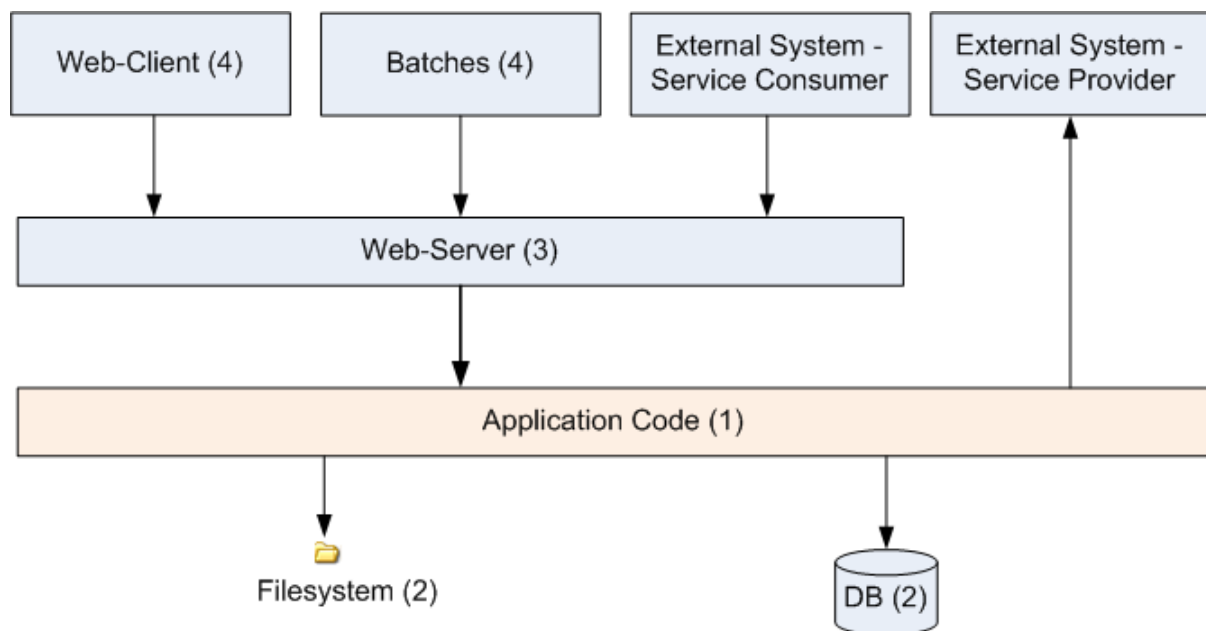 Web-Client (4)
Batches (4)
External System -
Service Consumer
External System -
Service Provider
Web-Server (3)
Application Code (1)
Filesystem (2)
DB (2)